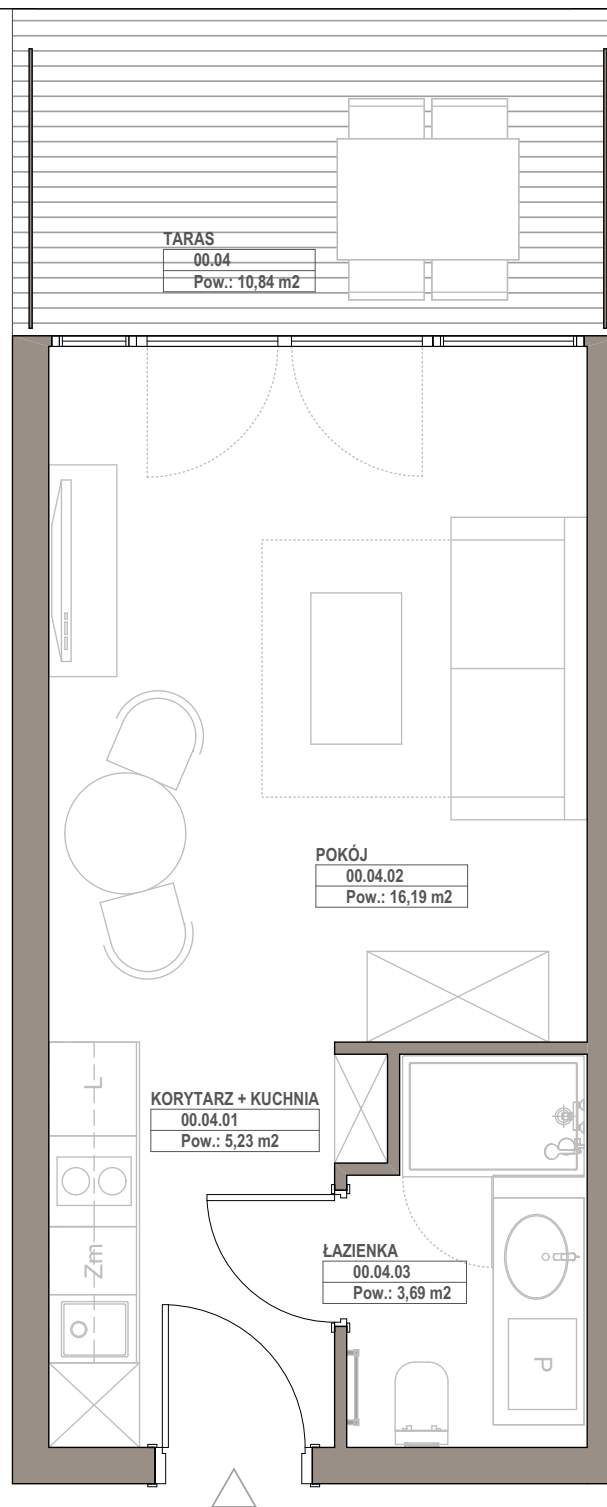 TARAS
00.04
Pow.: 10,84 m2
POKÓJ
00.04.02
Pow.: 16,19 m2
L
KORYTARZ + KUCHNIA
00.04.01
Pow.: 5,23 m2
Zm
ŁAZIENKA
00.04.03
Pow.: 3,69 m2
P